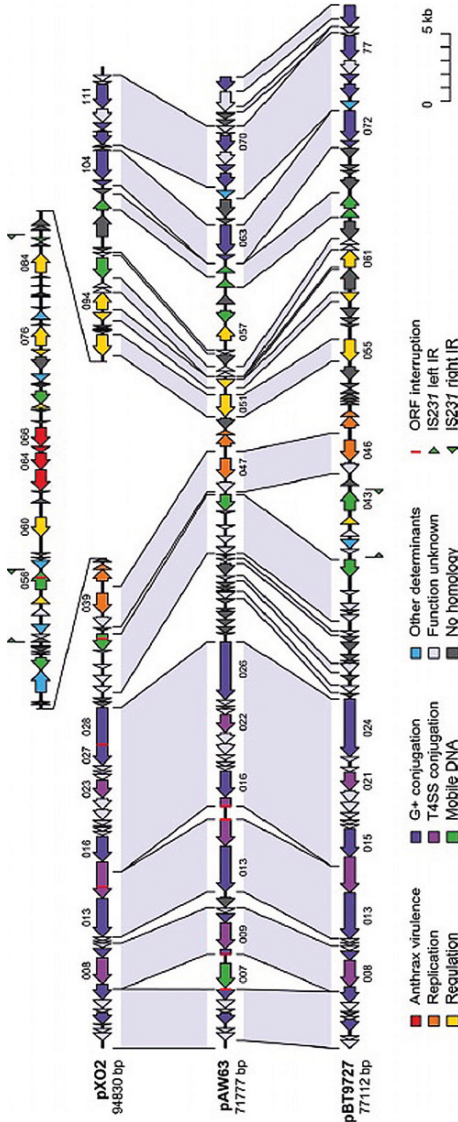 056 060 064 066 076 084
pXO2 008 013 016 023 027 028 039 094 104 111
94830 bp
pAW63 007 009 013 016 022 026 047 051 057 063 070
71777 bp
pBT9727 008 013 015 021 024 043 046 055 061 072 77
77112 bp
Anthrax virulence
Replication
Regulation
G+ conjugation
T4SS conjugation
Mobile DNA
Other determinants
Function unknown
No homology
ORF interruption
IS231 left IR
IS231 right IR
0 5 kb